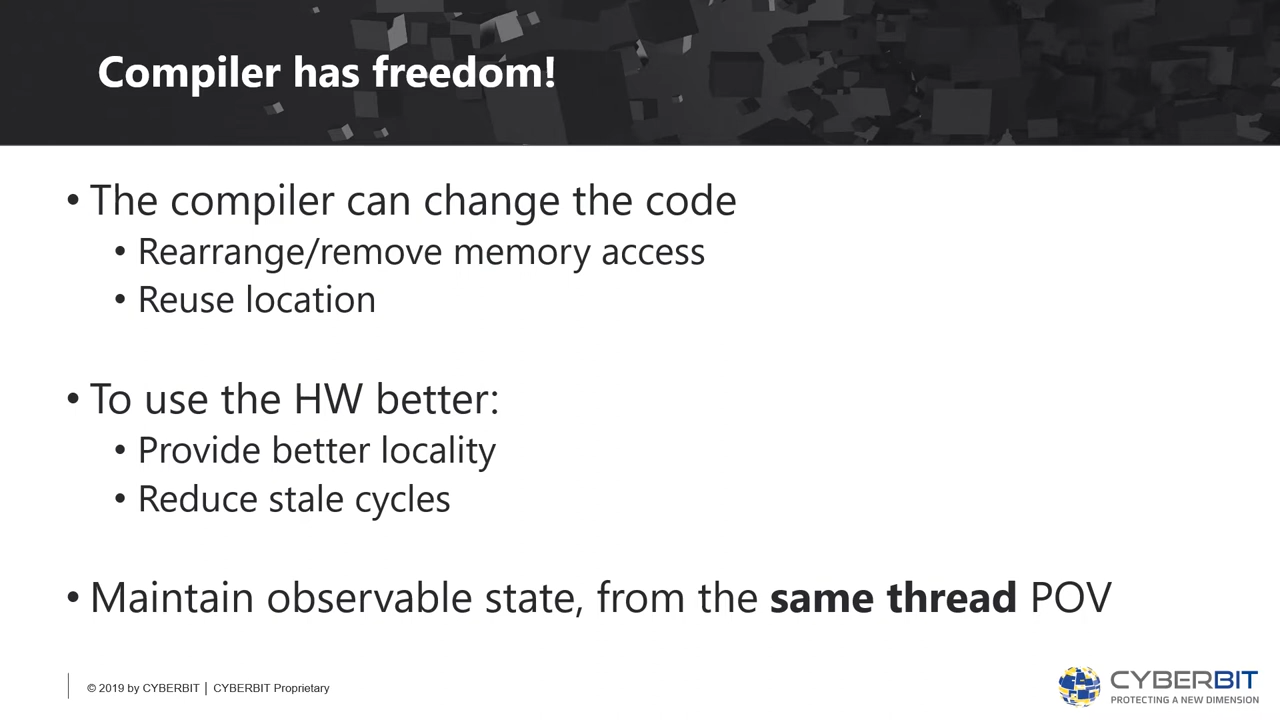 Compiler has freedom!
• The compiler can change the code
• Rearrange/remove memory access
• Reuse location
• To use the HW better:
• Provide better locality
• Reduce stale cycles
• Maintain observable state, from the same thread POV
© 2019 by CYBERBIT | CYBERBIT Proprietary
CYBERBIT
PROTECTING A NEW DIMENSION